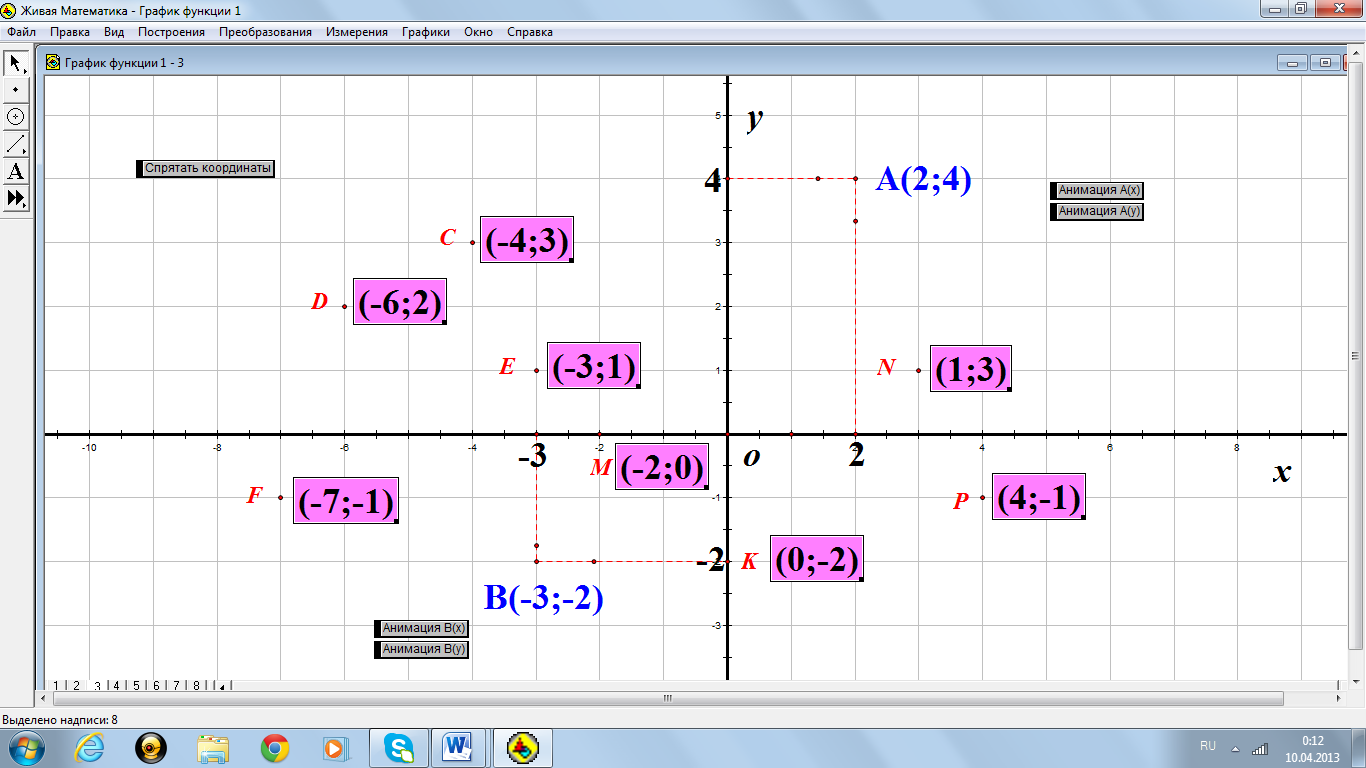 Живая Математика - График функции 1
Файл Правка Вид Построения Преобразования Измерения Графики Окно Справка
График функции 1 - 3
A
5
y
Спрятать координаты
4
A(2;4)
Анимация A(x)
Анимация A(y)
C
(-4;3)
3
D
(-6;2)
2
E
(-3;1)
1
N
(1;3)
-10 -8 -6 -4 -2 4 6 8
-3
o
2
x
M
(-2;0)
F
(-7;-1)
-1
P
(4;-1)
-2
K
(0;-2)
B(-3;-2)
Анимация B(x)
Анимация B(y)
-3
1 2 3 4 5 6 7 8
Выделено надписи: 8
RU
0:12
10.04.2013